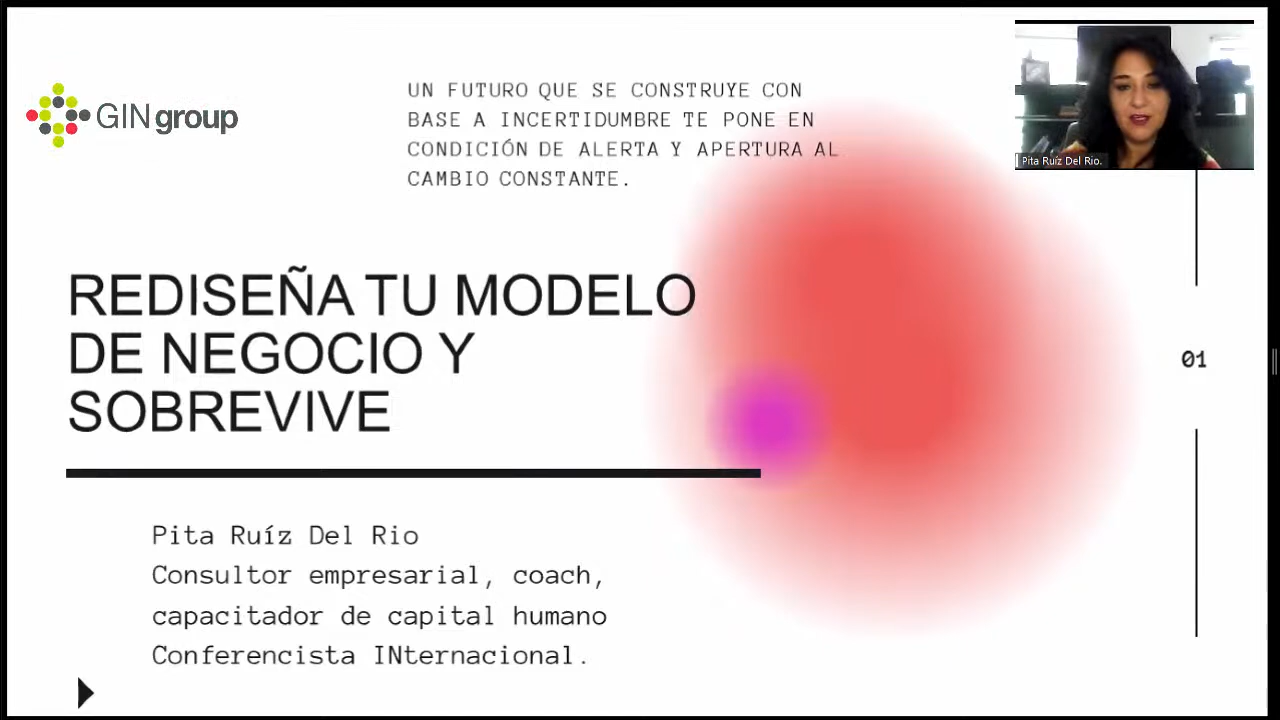 GINgroup
UN FUTURO QUE SE CONSTRUYE CON
BASE A INCERTIDUMBRE TE PONE EN
CONDICIÓN DE ALERTA Y APERTURA AL
CAMBIO CONSTANTE.
Pita Ruíz Del Rio.
REDISEÑA TU MODELO
DE NEGOCIO Y
SOBREVIVE
01
Pita Ruíz Del Rio
Consultor empresarial, coach,
capacitador de capital humano
Conferencista INternacional.